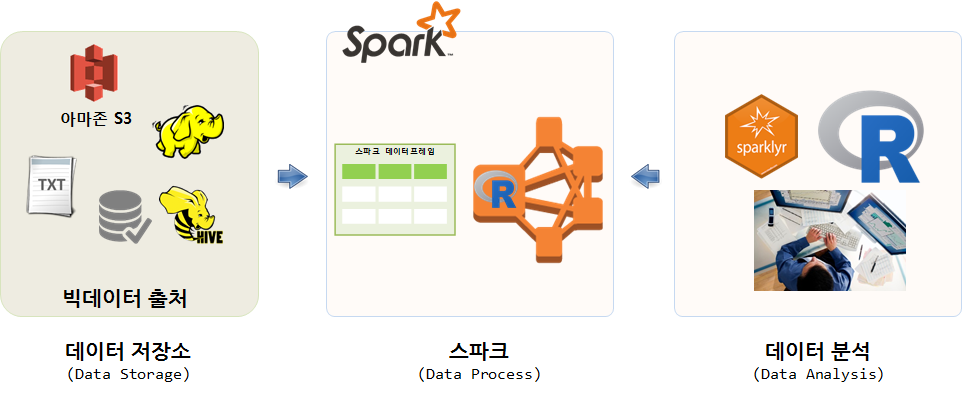 아마존 S3
TXT
HIVE
빅데이터 출처
데이터 저장소
(Data Storage)
Spark™
스파크 데이터프레임
R
스파크
(Data Process)
sparklyr
R
데이터 분석
(Data Analysis)